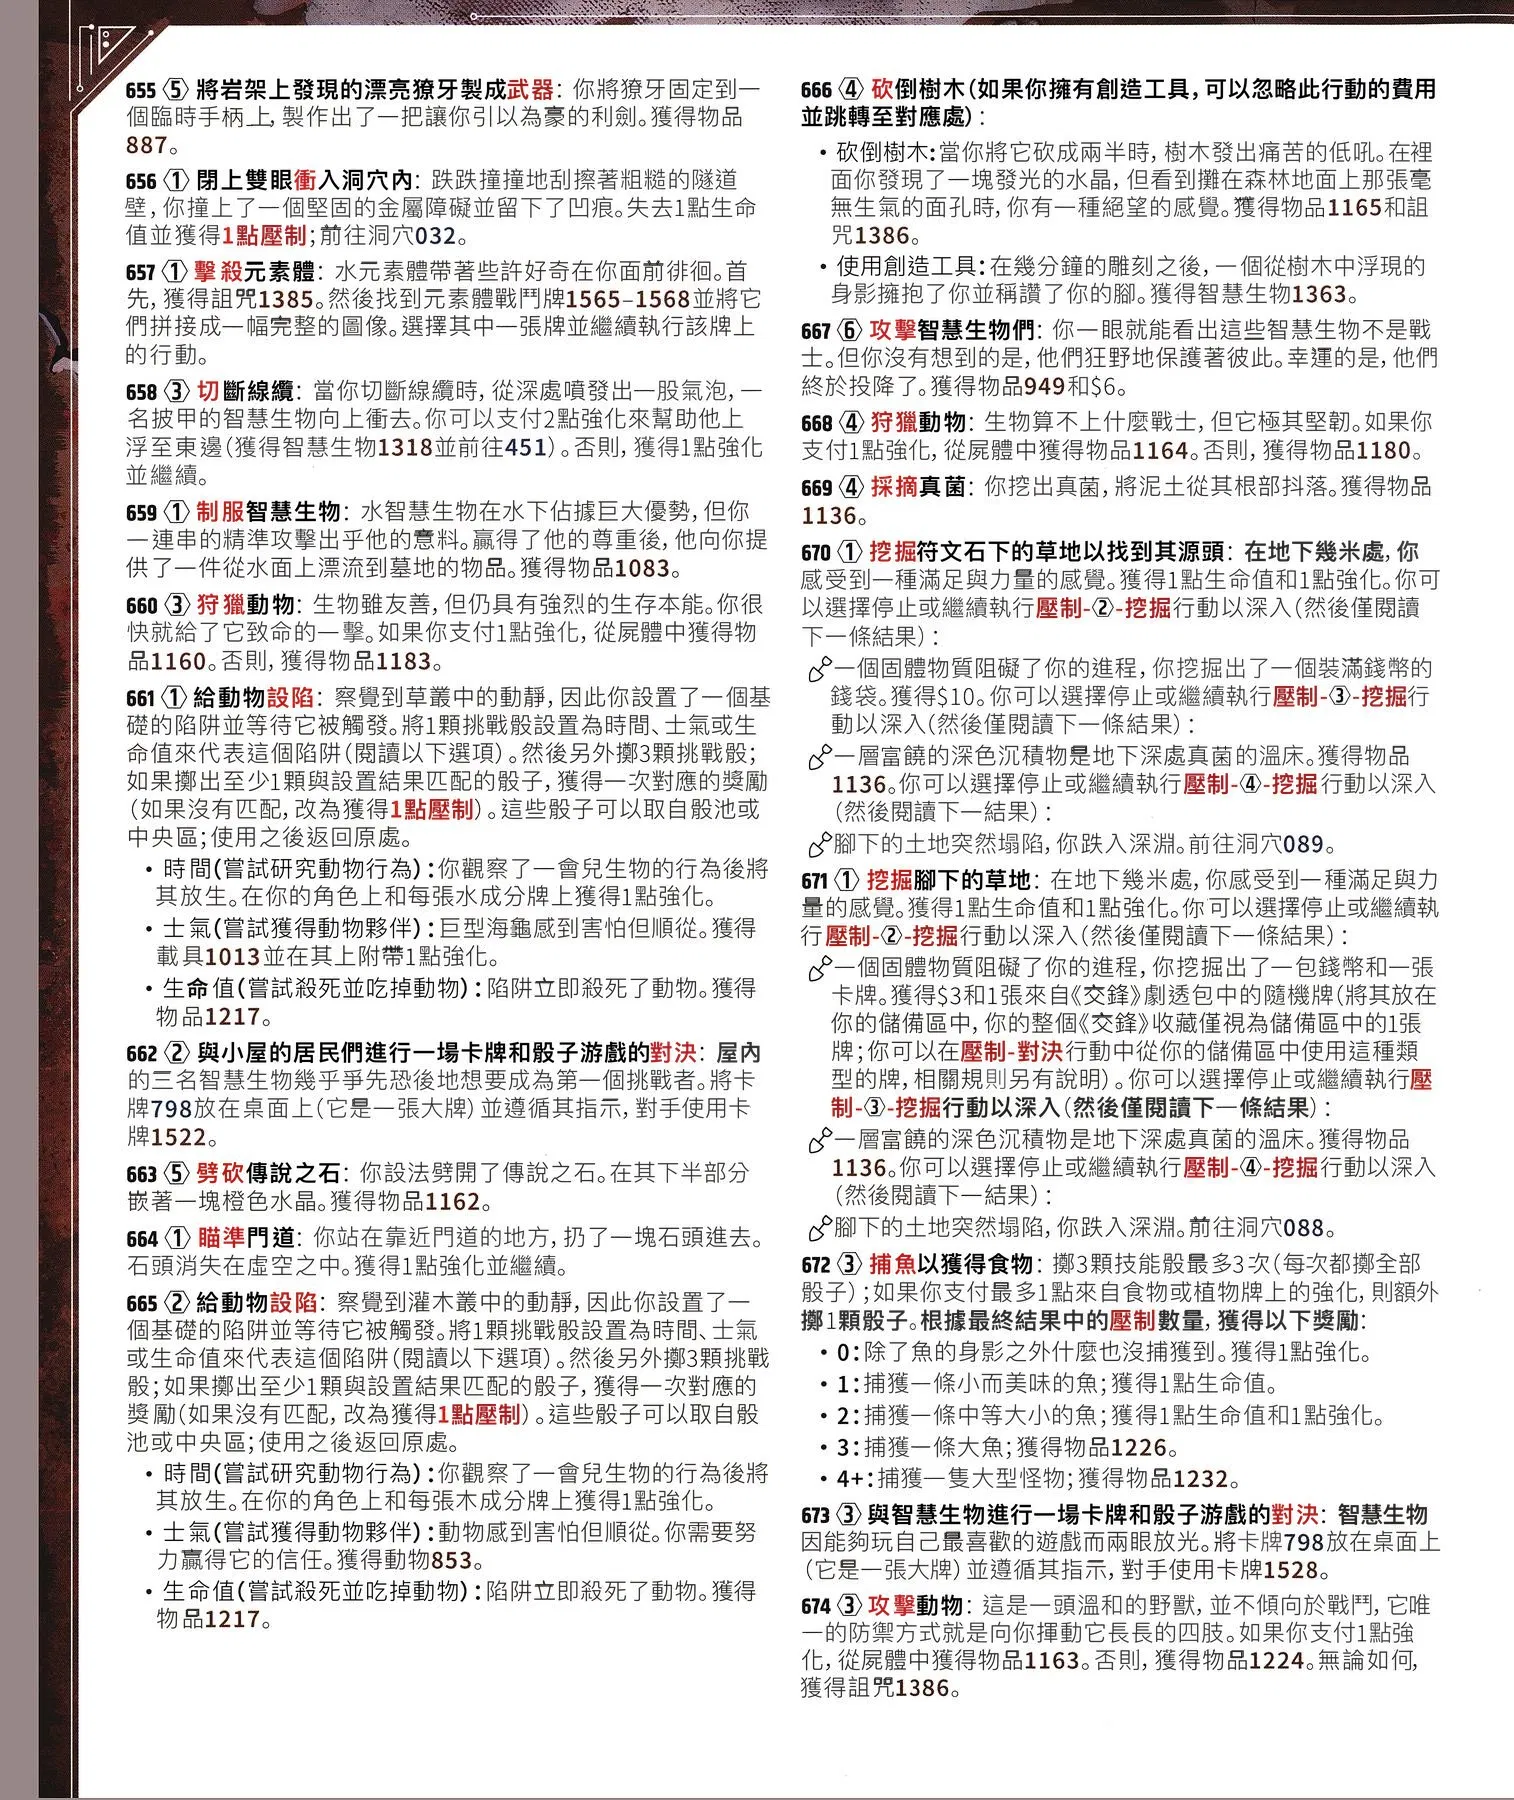 655 ⑤ 將岩架上發現的漂亮獠牙製成武器：你將獠牙固定到一
個臨時手柄上，製作出了一把讓你引以為豪的利劍。獲得物品
887。
656 ① 閉上雙眼衝入洞穴內：跌跌撞撞地刮擦著粗糙的隧道
壁，你撞上了一個堅固的金屬障礙並留下了凹痕。失去1點生命
值並獲得1點壓制；前往洞穴032。
657 ① 擊殺元素體：水元素體帶著些許好奇在你面前徘徊。首
先，獲得詛咒1385。然後找到元素體戰鬥牌1565–1568並將它
們拼接成一幅完整的圖像。選擇其中一張牌並繼續執行該牌上
的行動。
658 ③ 切斷線纜：當你切斷線纜時，從深處噴發出一股氣泡，一
名披甲的智慧生物向上衝去。你可以支付2點強化來幫助他上
浮至東邊（獲得智慧生物1318並前往451）。否則，獲得1點強化
並繼續。
659 ① 制服智慧生物：水智慧生物在水下佔據巨大優勢，但你
一連串的精準攻擊出乎他的意料。贏得了他的尊重後，他向你提
供了一件從水面上漂流到墓地的物品。獲得物品1083。
660 ③ 狩獵動物：生物雖友善，但仍具有強烈的生存本能。你很
快就給了它致命的一擊。如果你支付1點強化，從屍體中獲得物
品1160。否則，獲得物品1183。
661 ① 給動物設陷：察覺到草叢中的動靜，因此你設置了一個基
礎的陷阱並等待它被觸發。將1顆挑戰骰設置為時間、士氣或生
命值來代表這個陷阱（閱讀以下選項）。然後另外擲3顆挑戰骰；
如果擲出至少1顆與設置結果匹配的骰子，獲得一次對應的獎勵
（如果沒有匹配，改為獲得1點壓制）。這些骰子可以取自骰池或
中央區；使用之後返回原處。
• 時間(嘗試研究動物行為)：你觀察了一會兒生物的行為後將
其放生。在你的角色上和每張水成分牌上獲得1點強化。
• 士氣(嘗試獲得動物夥伴)：巨型海龜感到害怕但順從。獲得
載具1013並在其上附帶1點強化。
• 生命值(嘗試殺死並吃掉動物)：陷阱立即殺死了動物。獲得
物品1217。
662 ② 與小屋的居民們進行一場卡牌和骰子游戲的對決：屋內
的三名智慧生物幾乎爭先恐後地想要成為第一個挑戰者。將卡
牌798放在桌面上（它是一張大牌）並遵循其指示，對手使用卡
牌1522。
663 ⑤ 劈砍傳說之石：你設法劈開了傳說之石。在其下半部分
嵌著一塊橙色水晶。獲得物品1162。
664 ① 瞄準門道：你站在靠近門道的地方，扔了一塊石頭進去。
石頭消失在虛空之中。獲得1點強化並繼續。
665 ② 給動物設陷：察覺到灌木叢中的動靜，因此你設置了一
個基礎的陷阱並等待它被觸發。將1顆挑戰骰設置為時間、士氣
或生命值來代表這個陷阱（閱讀以下選項）。然後另外擲3顆挑戰
骰；如果擲出至少1顆與設置結果匹配的骰子，獲得一次對應的
獎勵（如果沒有匹配，改為獲得1點壓制）。這些骰子可以取自骰
池或中央區；使用之後返回原處。
• 時間(嘗試研究動物行為)：你觀察了一會兒生物的行為後將
其放生。在你的角色上和每張木成分牌上獲得1點強化。
• 士氣(嘗試獲得動物夥伴)：動物感到害怕但順從。你需要努
力贏得它的信任。獲得動物853。
• 生命值(嘗試殺死並吃掉動物)：陷阱立即殺死了動物。獲得
物品1217。
666 ④ 砍倒樹木（如果你擁有創造工具，可以忽略此行動的費用
並跳轉至對應處）：
• 砍倒樹木：當你將它砍成兩半時，樹木發出痛苦的低吼。在裡
面你發現了一塊發光的水晶，但看到攤在森林地面上那張毫
無生氣的面孔時，你有一種絕望的感覺。獲得物品1165和詛
咒1386。
• 使用創造工具：在幾分鐘的雕刻之後，一個從樹木中浮現的
身影擁抱了你並稱讚了你的腳。獲得智慧生物1363。
667 ⑥ 攻擊智慧生物們：你一眼就能看出這些智慧生物不是戰
士。但你沒有想到的是，他們狂野地保護著彼此。幸運的是，他們
終於投降了。獲得物品949和$6。
668 ④ 狩獵動物：生物算不上什麼戰士，但它極其堅韌。如果你
支付1點強化，從屍體中獲得物品1164。否則，獲得物品1180。
669 ④ 採摘真菌：你挖出真菌，將泥土從其根部抖落。獲得物品
1136。
670 ① 挖掘符文石下的草地以找到其源頭：在地下幾米處，你
感受到一種滿足與力量的感覺。獲得1點生命值和1點強化。你可
以選擇停止或繼續執行壓制-②-挖掘行動以深入（然後僅閱讀
下一條結果）：
一個固體物質阻礙了你的進程，你挖掘出了一個裝滿錢幣的
錢袋。獲得$10。你可以選擇停止或繼續執行壓制-③-挖掘行
動以深入（然後僅閱讀下一條結果）：
一層富饒的深色沉積物是地下深處真菌的溫床。獲得物品
1136。你可以選擇停止或繼續執行壓制-④-挖掘行動以深入
（然後閱讀下一結果）：
腳下的土地突然塌陷，你跌入深淵。前往洞穴089。
671 ① 挖掘腳下的草地：在地下幾米處，你感受到一種滿足與力
量的感覺。獲得1點生命值和1點強化。你可以選擇停止或繼續執
行壓制-②-挖掘行動以深入（然後僅閱讀下一條結果）：
一個固體物質阻礙了你的進程，你挖掘出了一包錢幣和一張
卡牌。獲得$3和1張來自《交鋒》劇透包中的隨機牌（將其放在
你的儲備區中，你的整個《交鋒》收藏僅視為儲備區中的1張
牌；你可以在壓制-對決行動中從你的儲備區中使用這種類
型的牌，相關規則另有說明）。你可以選擇停止或繼續執行壓
制-③-挖掘行動以深入（然後僅閱讀下一條結果）：
一層富饒的深色沉積物是地下深處真菌的溫床。獲得物品
1136。你可以選擇停止或繼續執行壓制-④-挖掘行動以深入
（然後閱讀下一結果）：
腳下的土地突然塌陷，你跌入深淵。前往洞穴088。
672 ③ 捕魚以獲得食物：擲3顆技能骰最多3次（每次都擲全部
骰子）；如果你支付最多1點來自食物或植物牌上的強化，則額外
擲1顆骰子。根據最終結果中的壓制數量，獲得以下獎勵：
• 0：除了魚的身影之外什麼也沒捕獲到。獲得1點強化。
• 1：捕獲一條小而美味的魚；獲得1點生命值。
• 2：捕獲一條中等大小的魚；獲得1點生命值和1點強化。
• 3：捕獲一條大魚；獲得物品1226。
• 4+：捕獲一隻大型怪物；獲得物品1232。
673 ③ 與智慧生物進行一場卡牌和骰子游戲的對決：智慧生物
因能夠玩自己最喜歡的遊戲而兩眼放光。將卡牌798放在桌面上
（它是一張大牌）並遵循其指示，對手使用卡牌1528。
674 ③ 攻擊動物：這是一頭溫和的野獸，並不傾向於戰鬥，它唯
一的防禦方式就是向你揮動它長長的四肢。如果你支付1點強
化，從屍體中獲得物品1163。否則，獲得物品1224。無論如何，
獲得詛咒1386。